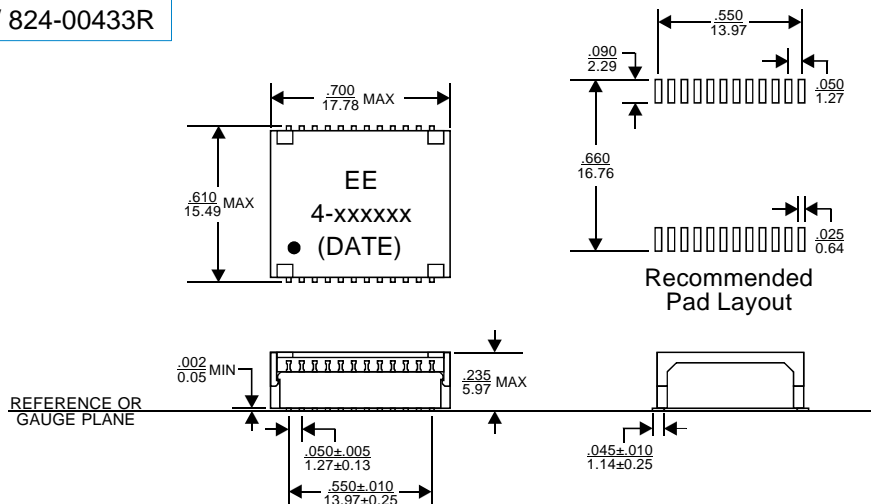 824-00433R
.550
13.97
.090
2.29
.050
1.27
.700
17.78 MAX
.660
16.76
.610
15.49 MAX
EE
4-xxxxxx
(DATE)
.025
0.64
Recommended
Pad Layout
.002
0.05 MIN
.235
5.97 MAX
REFERENCE OR
GAUGE PLANE
.050±.005
1.27±0.13
.045±.010
1.14±0.25
.550±.010
13.97±0.25